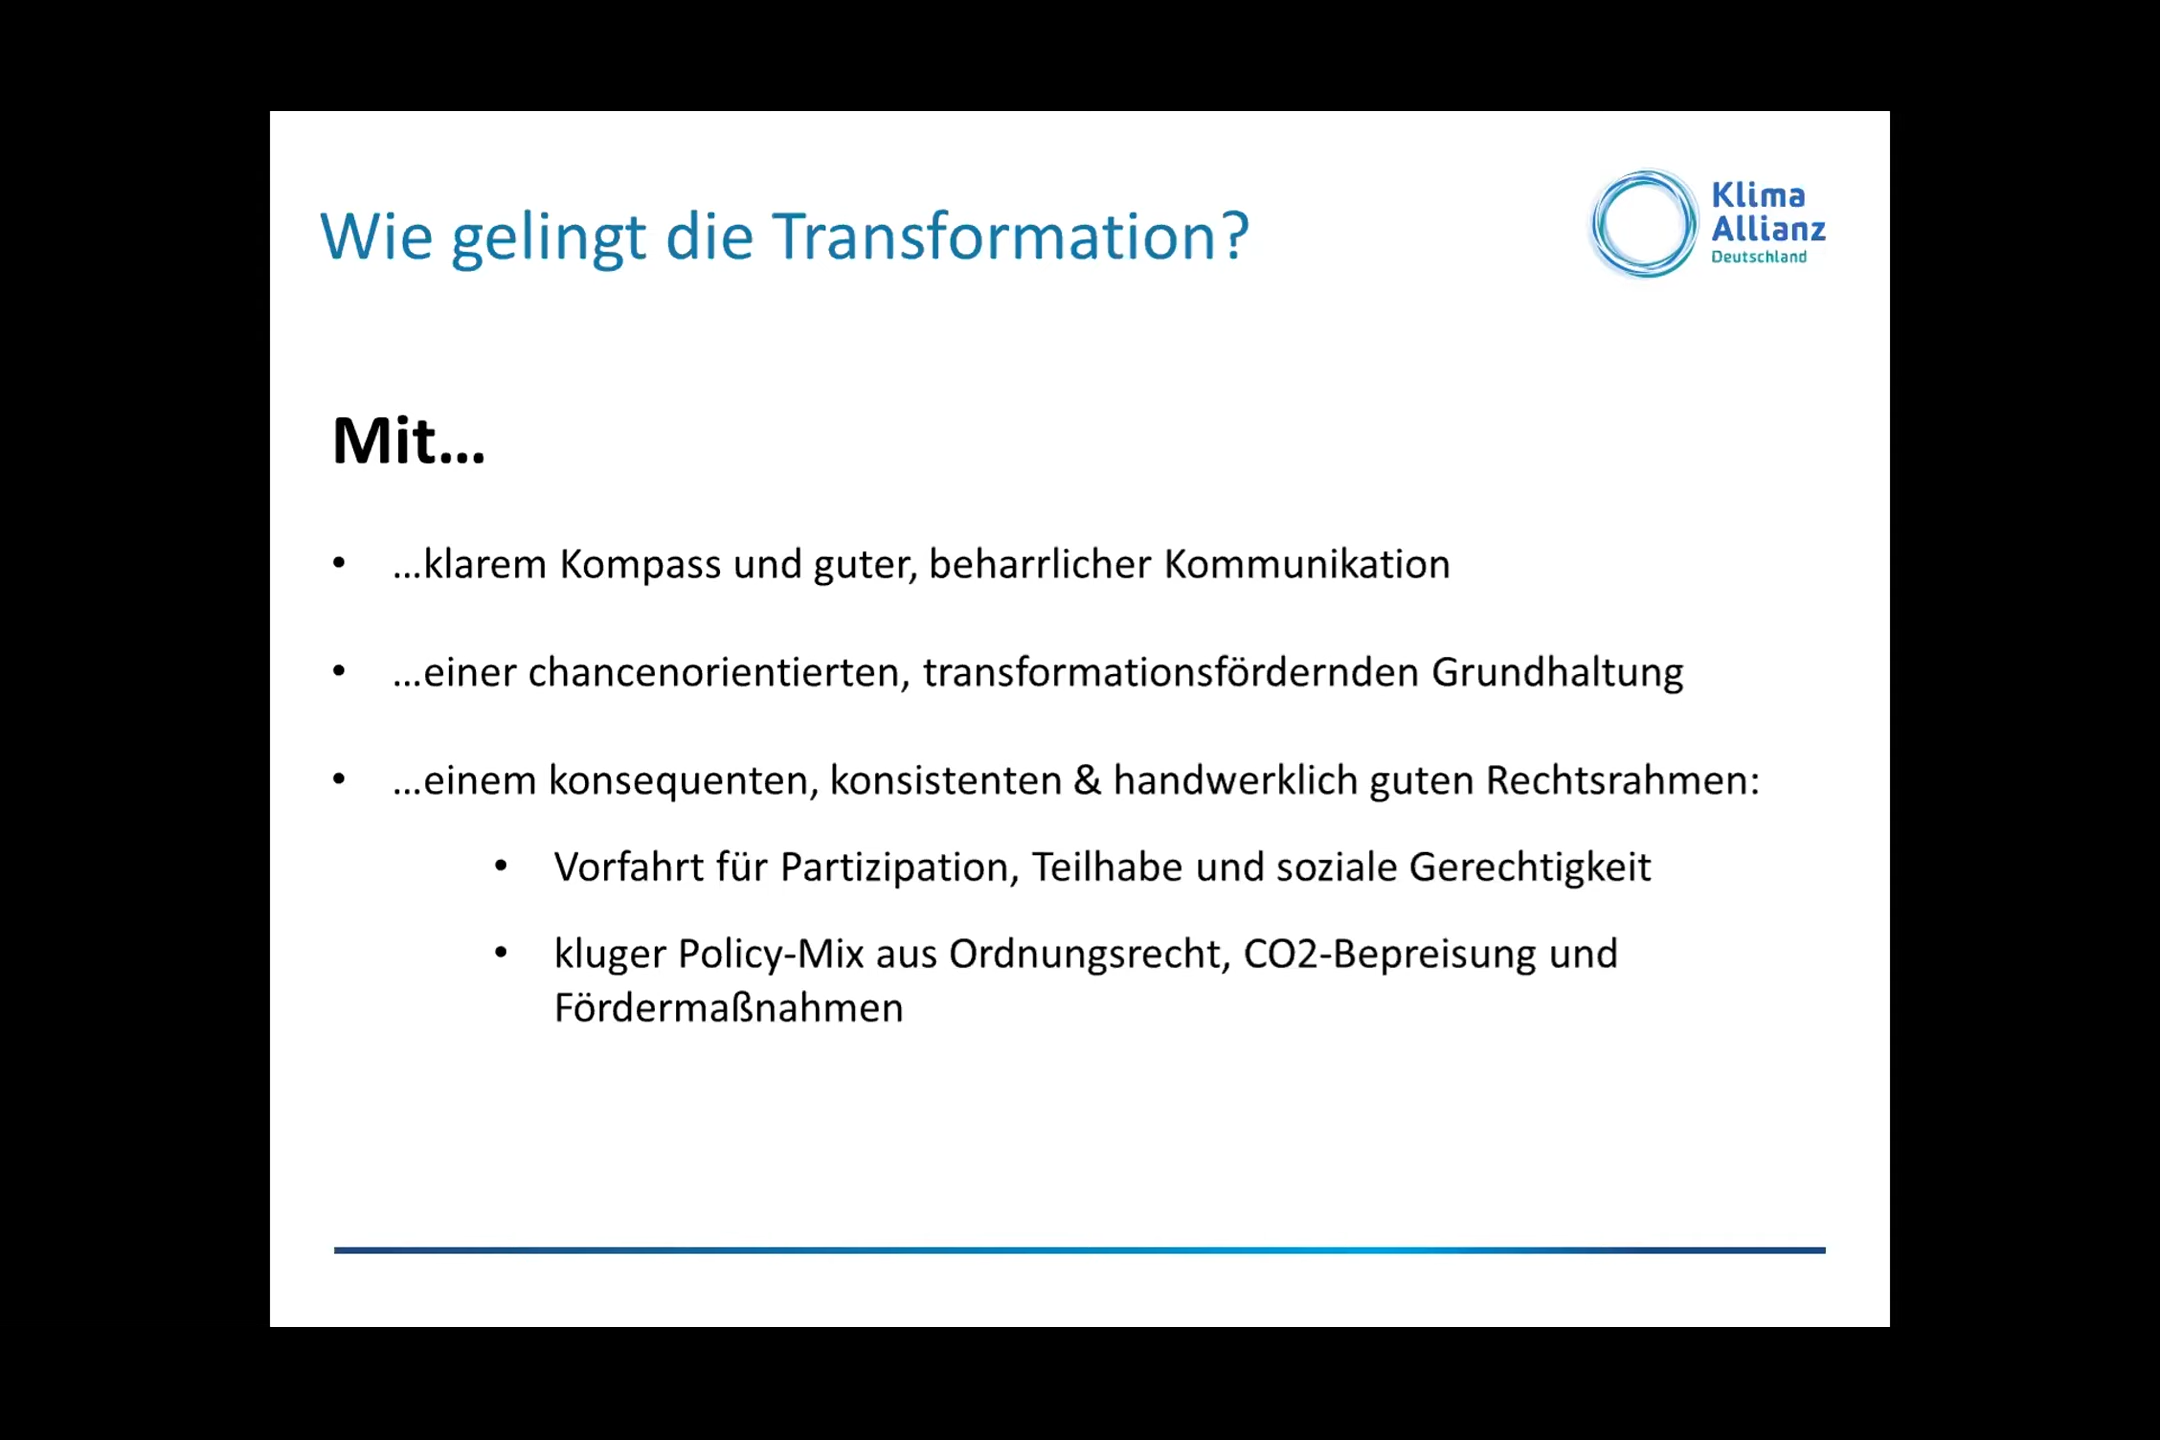 Wie gelingt die Transformation?
Klima
Allianz
Deutschland
Mit...
• ...klarem Kompass und guter, beharrlicher Kommunikation
• ...einer chancenorientierten, transformationsfördernden Grundhaltung
• ...einem konsequenten, konsistenten & handwerklich guten Rechtsrahmen:
• Vorfahrt für Partizipation, Teilhabe und soziale Gerechtigkeit
• kluger Policy-Mix aus Ordnungsrecht, CO2-Bepreisung und
Fördermaßnahmen